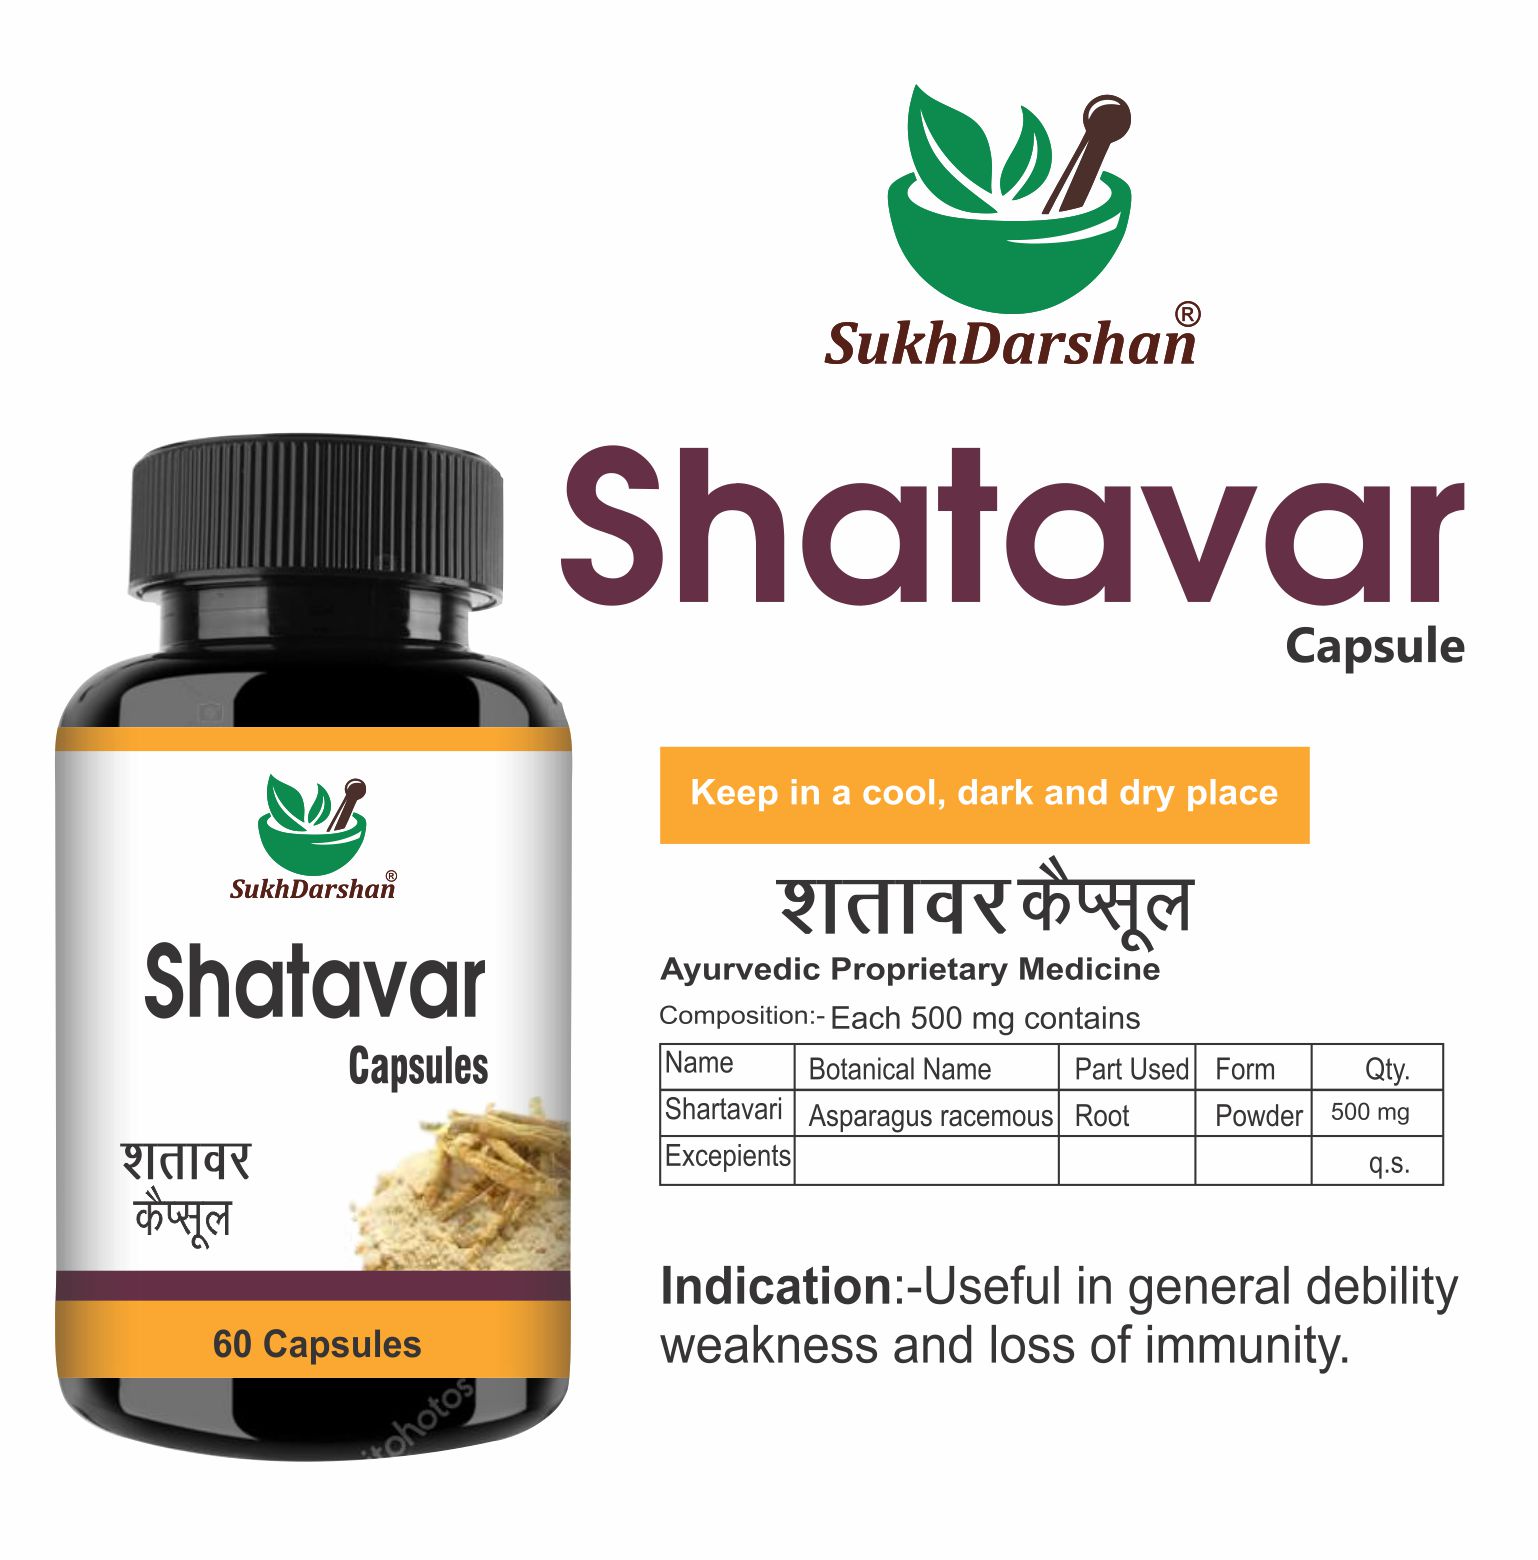 SukhDarshan®
Shatavar
Capsule
Keep in a cool, dark and dry place
शतावर कैप्सूल
Ayurvedic Proprietary Medicine
Composition:- Each 500 mg contains
Name Botanical Name Part Used Form Qty.
Shartavari Asparagus racemous Root Powder 500 mg
Excepients q.s.
Indication:-Useful in general debility
weakness and loss of immunity.
SukhDarshan®
Shatavar
Capsules
शतावर
कैप्सूल
60 Capsules